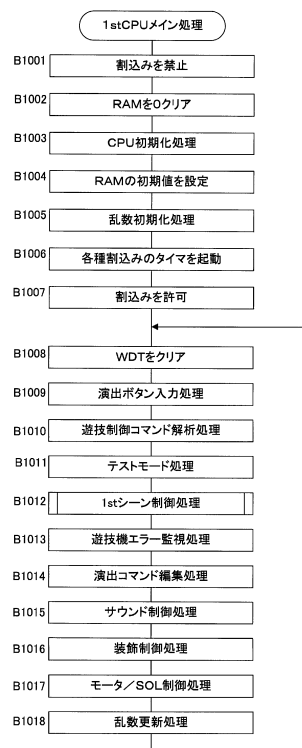 1stCPUメイン処理
B1001 割込みを禁止
B1002 RAMを0クリア
B1003 CPU初期化処理
B1004 RAMの初期値を設定
B1005 乱数初期化処理
B1006 各種割込みのタイマを起動
B1007 割込みを許可
B1008 WDTをクリア
B1009 演出ボタン入力処理
B1010 遊技制御コマンド解析処理
B1011 テストモード処理
B1012 1stシーン制御処理
B1013 遊技機エラー監視処理
B1014 演出コマンド編集処理
B1015 サウンド制御処理
B1016 装飾制御処理
B1017 モータ/SOL制御処理
B1018 乱数更新処理